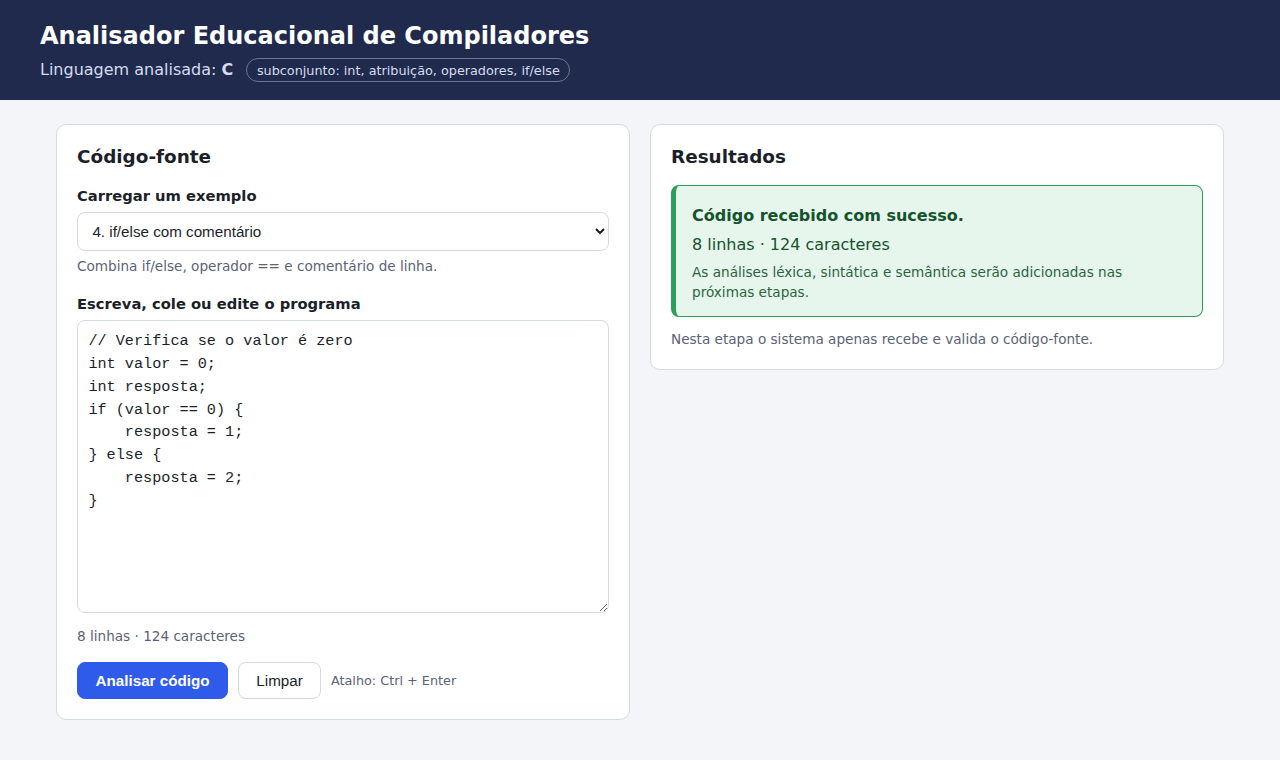 Analisador Educacional de Compiladores
Linguagem analisada: C subconjunto: int, atribuição, operadores, if/else
Código-fonte
Carregar um exemplo
4. if/else com comentário
Combina if/else, operador == e comentário de linha.
Escreva, cole ou edite o programa
// Verifica se o valor é zero
int valor = 0;
int resposta;
if (valor == 0) {
    resposta = 1;
} else {
    resposta = 2;
}
8 linhas · 124 caracteres
Analisar código Limpar Atalho: Ctrl + Enter
Resultados
Código recebido com sucesso.
8 linhas · 124 caracteres
As análises léxica, sintática e semântica serão adicionadas nas
próximas etapas.
Nesta etapa o sistema apenas recebe e valida o código-fonte.